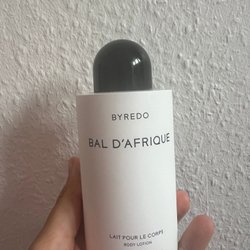 BYREDO
BAL D'AFRIQUE
LAIT POUR LE CORPS
BODY LOTION